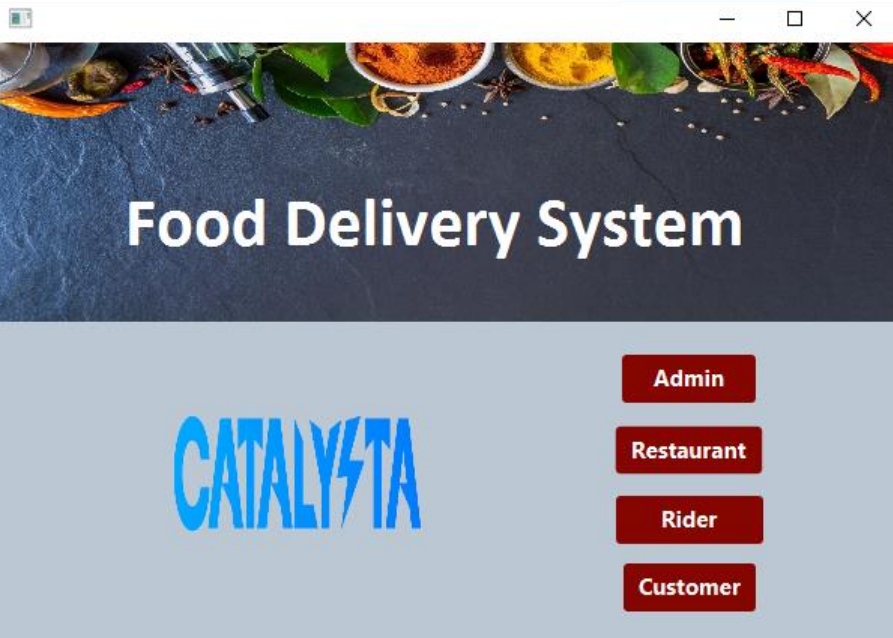 Food Delivery System
CATALYSTA
Admin
Restaurant
Rider
Customer